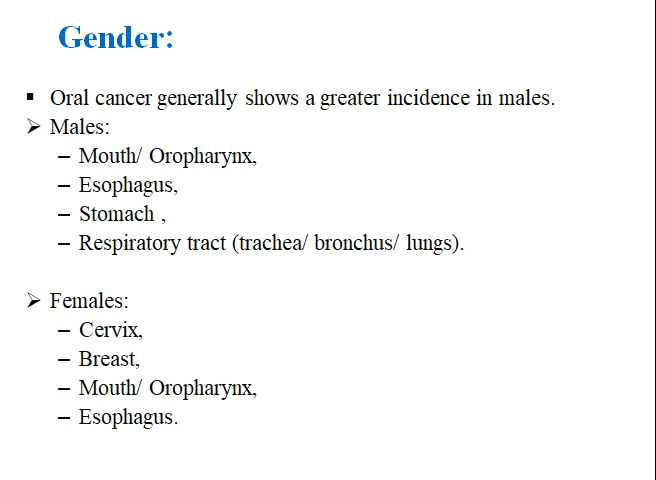 Gender:
▪ Oral cancer generally shows a greater incidence in males.
➢ Males:
– Mouth/ Oropharynx,
– Esophagus,
– Stomach ,
– Respiratory tract (trachea/ bronchus/ lungs).
➢ Females:
– Cervix,
– Breast,
– Mouth/ Oropharynx,
– Esophagus.